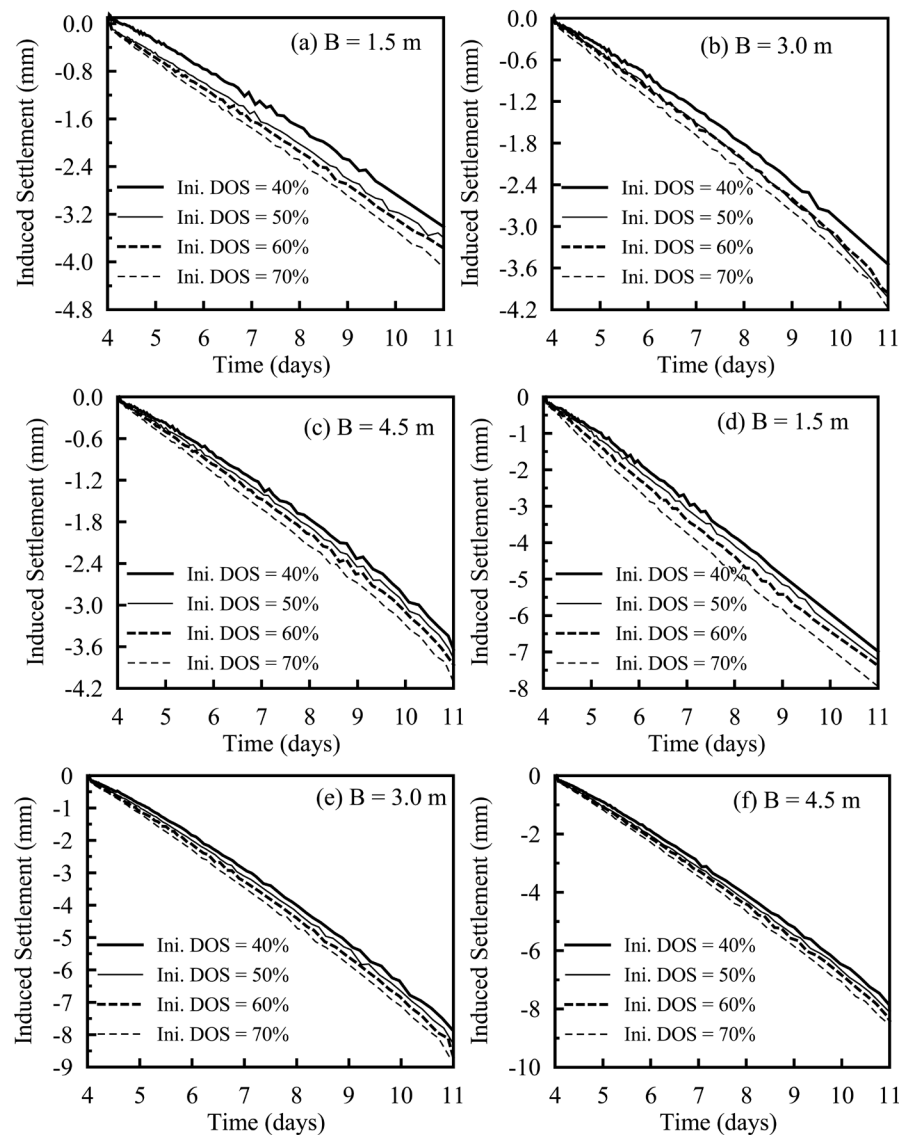 (a) B = 1.5 m
Induced Settlement (mm)
0.0
-0.8
-1.6
-2.4
-3.2
-4.0
-4.8
Ini. DOS = 40%
Ini. DOS = 50%
Ini. DOS = 60%
Ini. DOS = 70%
4 5 6 7 8 9 10 11
Time (days)
(b) B = 3.0 m
Induced Settlement (mm)
0.0
-0.6
-1.2
-1.8
-2.4
-3.0
-3.6
-4.2
Ini. DOS = 40%
Ini. DOS = 50%
Ini. DOS = 60%
Ini. DOS = 70%
4 5 6 7 8 9 10 11
Time (days)
(c) B = 4.5 m
Induced Settlement (mm)
0.0
-0.6
-1.2
-1.8
-2.4
-3.0
-3.6
-4.2
Ini. DOS = 40%
Ini. DOS = 50%
Ini. DOS = 60%
Ini. DOS = 70%
4 5 6 7 8 9 10 11
Time (days)
(d) B = 1.5 m
Induced Settlement (mm)
0
-1
-2
-3
-4
-5
-6
-7
-8
Ini. DOS = 40%
Ini. DOS = 50%
Ini. DOS = 60%
Ini. DOS = 70%
4 5 6 7 8 9 10 11
Time (days)
(e) B = 3.0 m
Induced Settlement (mm)
0
-1
-2
-3
-4
-5
-6
-7
-8
-9
Ini. DOS = 40%
Ini. DOS = 50%
Ini. DOS = 60%
Ini. DOS = 70%
4 5 6 7 8 9 10 11
Time (days)
(f) B = 4.5 m
Induced Settlement (mm)
0
-2
-4
-6
-8
-10
Ini. DOS = 40%
Ini. DOS = 50%
Ini. DOS = 60%
Ini. DOS = 70%
4 5 6 7 8 9 10 11
Time (days)